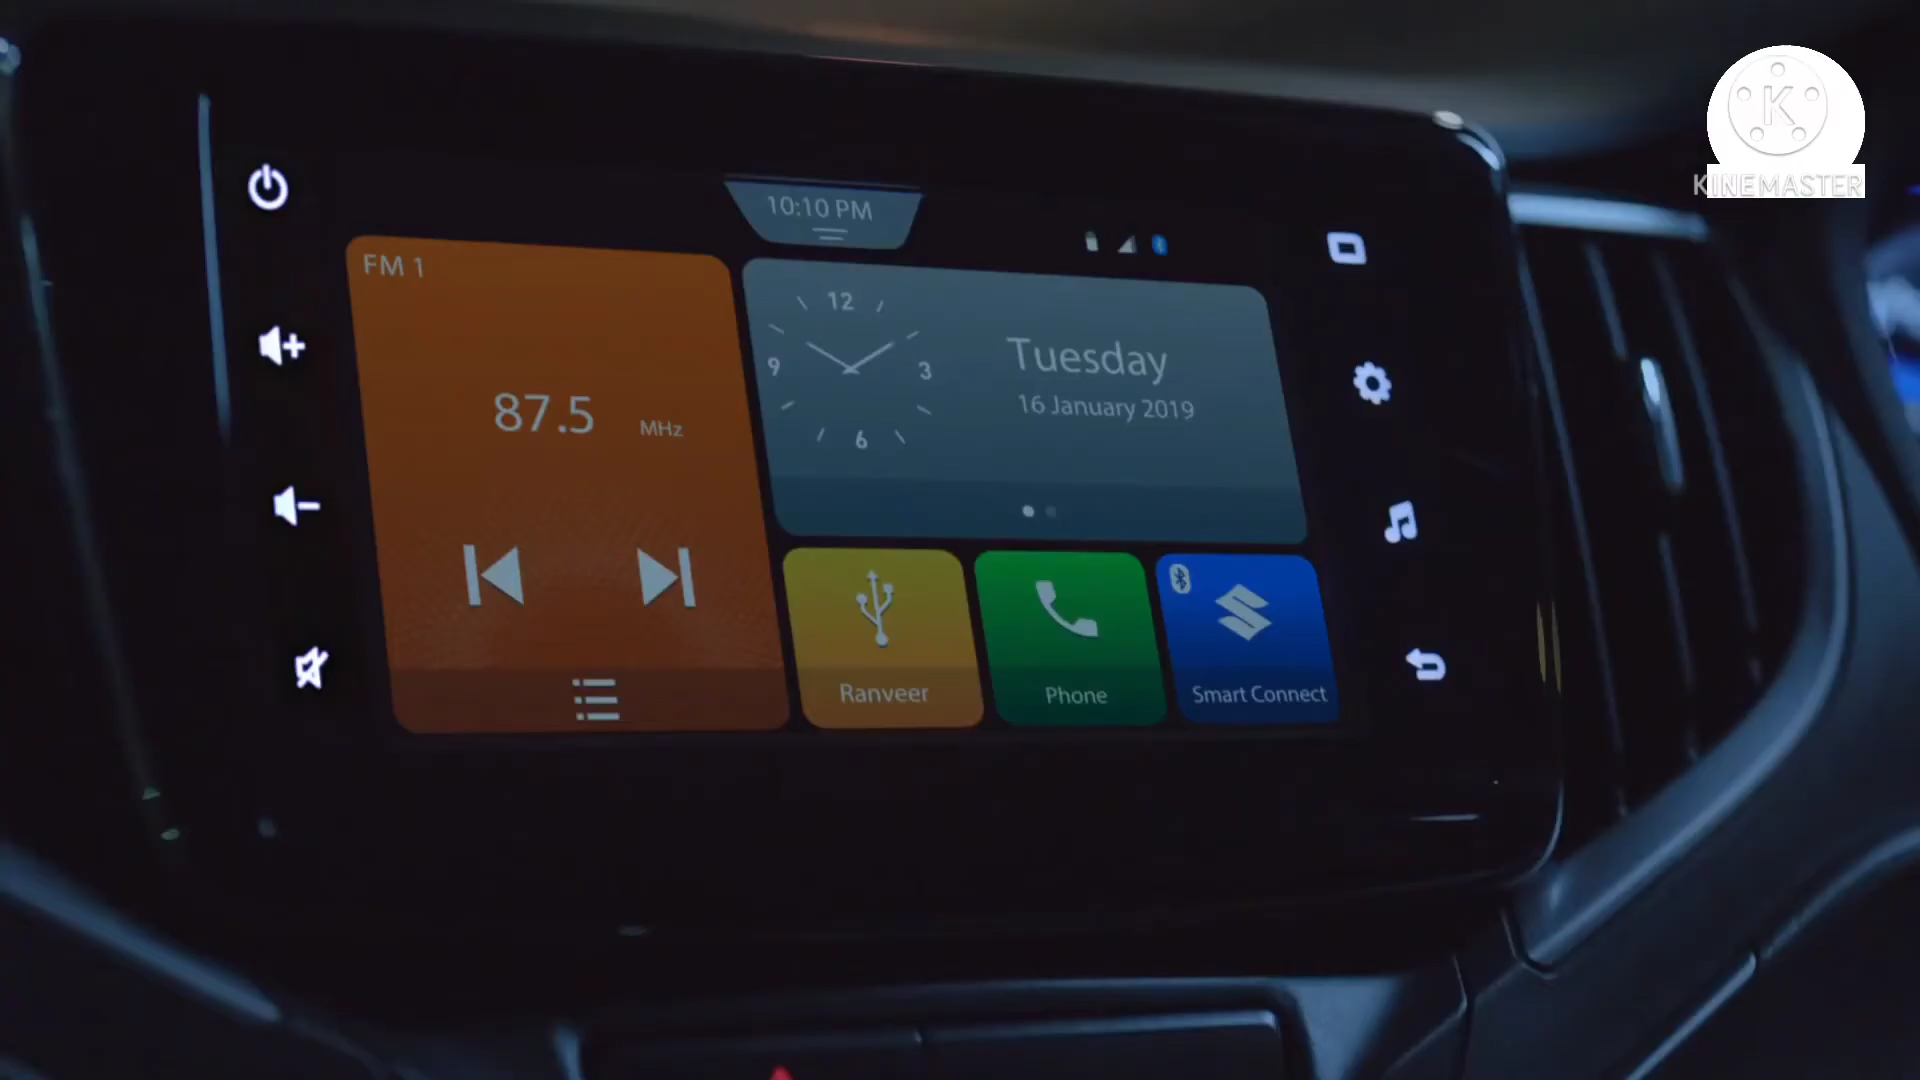 10:10 PM
FM 1
87.5 MHz
12
9
3
6
Tuesday
16 January 2019
Ranveer
Phone
Smart Connect
K
KINEMASTER